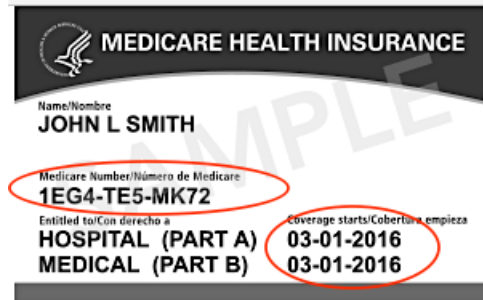 MEDICARE HEALTH INSURANCE
SAMPLE
Name/Nombre
JOHN L SMITH
Medicare Number/Número de Medicare
1EG4-TE5-MK72
Entitled to/Con derecho a Coverage starts/Cobertura empieza
HOSPITAL (PART A) 03-01-2016
MEDICAL (PART B) 03-01-2016